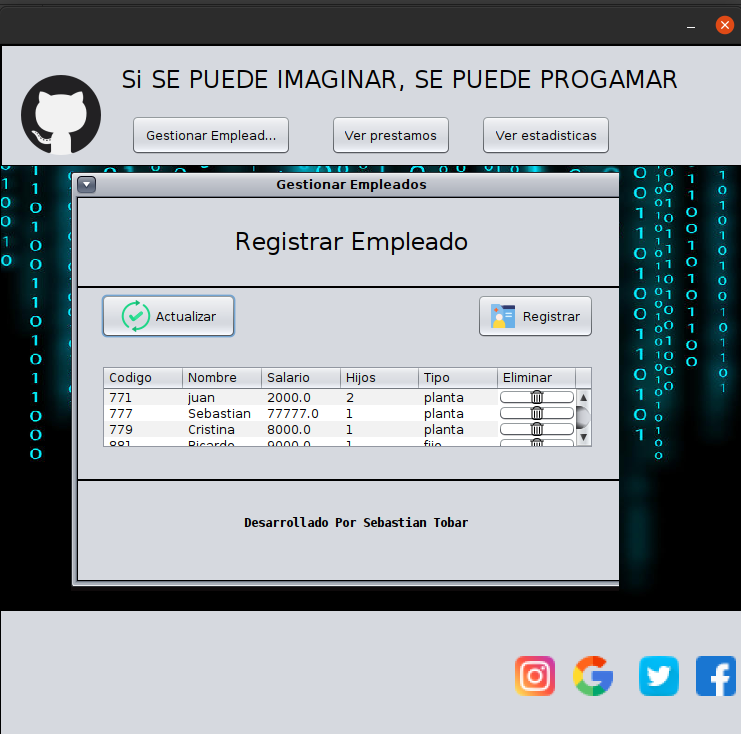 Si SE PUEDE IMAGINAR, SE PUEDE PROGAMAR
Gestionar Emplead... Ver prestamos Ver estadisticas
Gestionar Empleados
Registrar Empleado
Actualizar Registrar
Codigo Nombre Salario Hijos Tipo Eliminar
771 juan 2000.0 2 planta
777 Sebastian 77777.0 1 planta
779 Cristina 8000.0 1 planta
881 Ricardo 9000.0 1 fijo
Desarrollado Por Sebastian Tobar